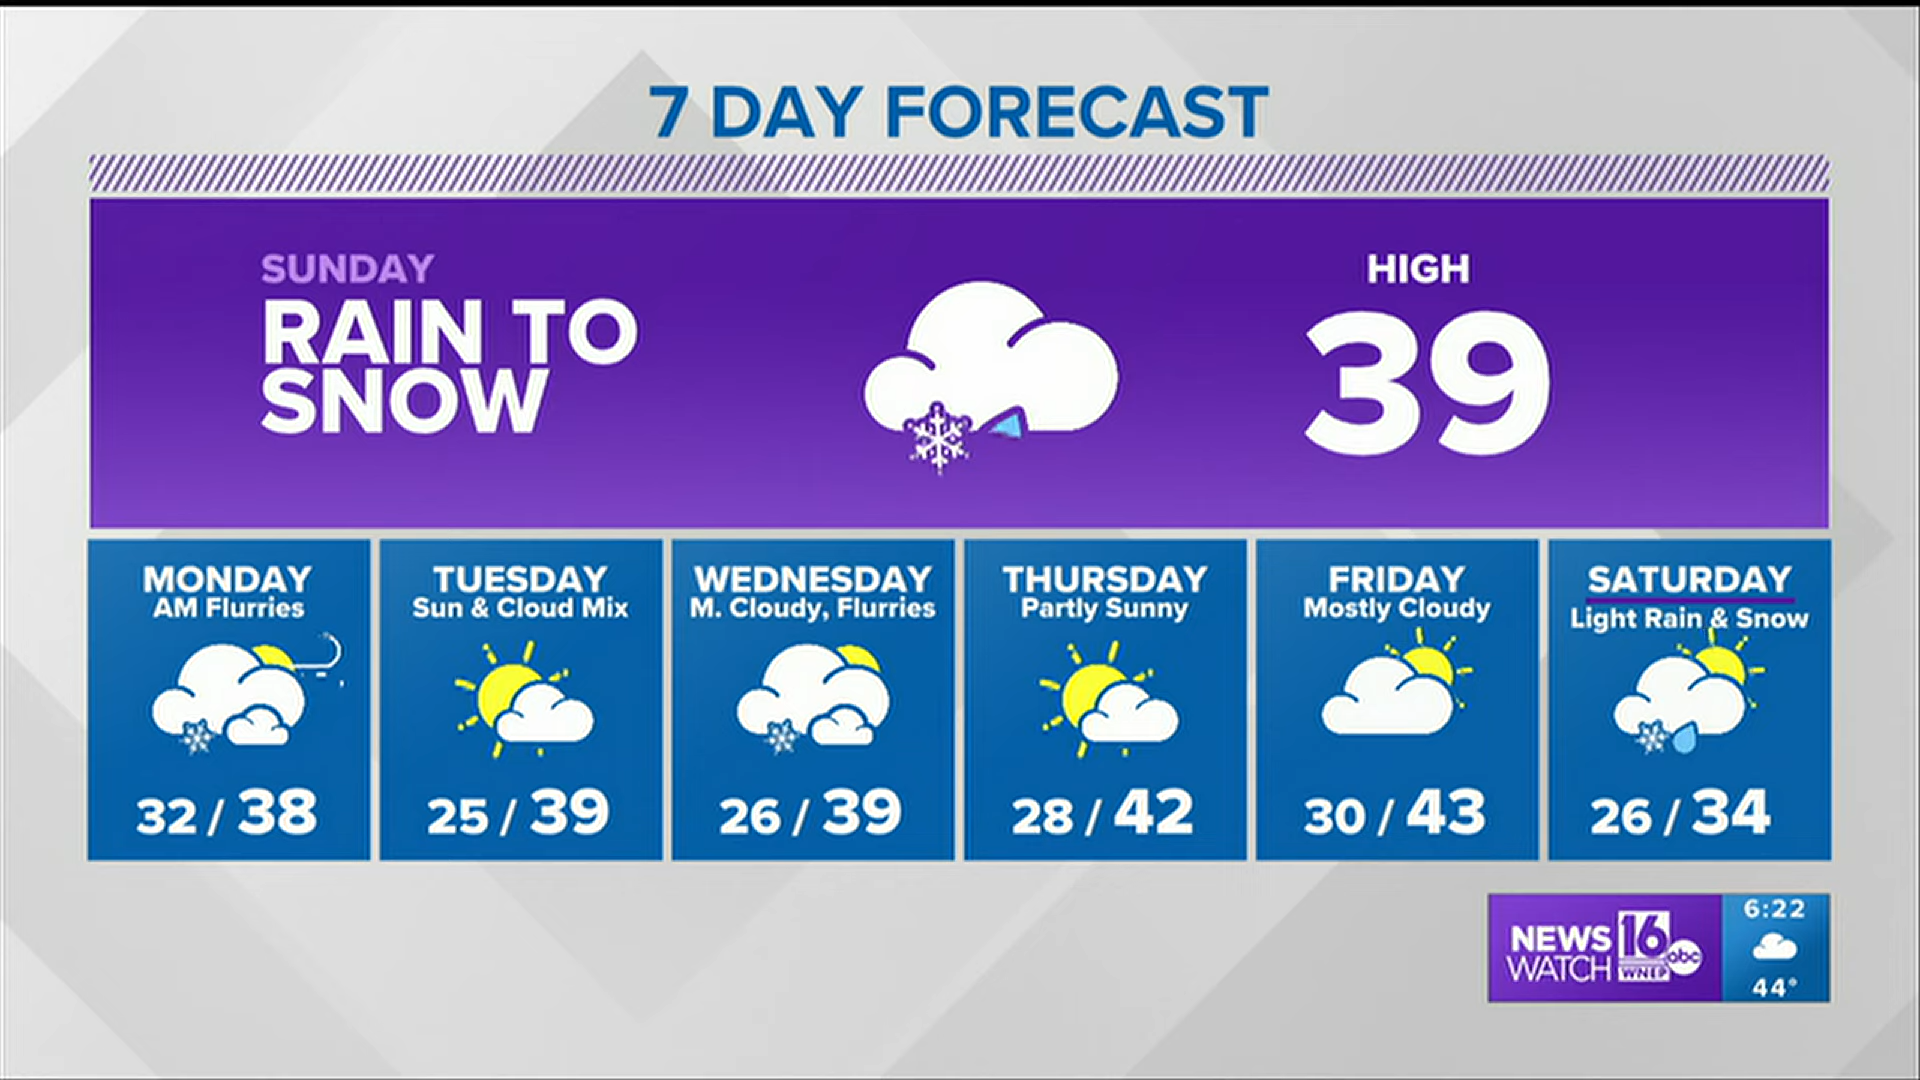 7 DAY FORECAST
SUNDAY
RAIN TO
SNOW
HIGH
39
MONDAY
AM Flurries
32 / 38
TUESDAY
Sun & Cloud Mix
25 / 39
WEDNESDAY
M. Cloudy, Flurries
26 / 39
THURSDAY
Partly Sunny
28 / 42
FRIDAY
Mostly Cloudy
30 / 43
SATURDAY
Light Rain & Snow
26 / 34
NEWS
WATCH
16
WNEP
abc
6:22
44°